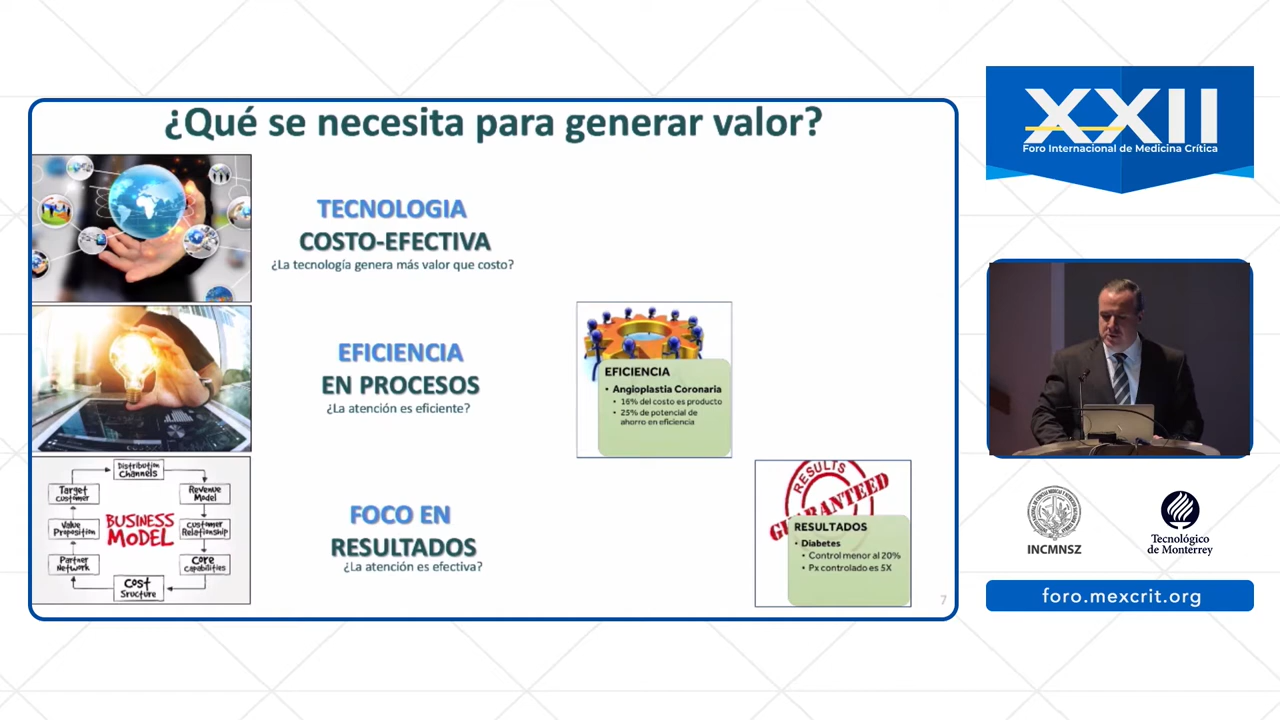 ¿Qué se necesita para generar valor?
TECNOLOGIA
COSTO-EFECTIVA
¿La tecnología genera más valor que costo?
EFICIENCIA
EN PROCESOS
¿La atención es eficiente?
EFICIENCIA
• Angioplastia Coronaria
• 16% del costo es producto
• 25% de potencial de
ahorro en eficiencia
Distribution
Channels
Target
Customer
Revenue
Model
Value
Proposition
BUSINESS
MODEL
Customer
Relationship
Partner
Network
Core
Capabilities
Cost
Sructure
FOCO EN
RESULTADOS
¿La atención es efectiva?
RESULTS
GUARANTEED
RESULTADOS
• Diabetes
• Control menor al 20%
• Px controlado es 5X
7
XXII
Foro Internacional de Medicina Crítica
INCMNSZ
Tecnológico
de Monterrey
foro.mexcrit.org